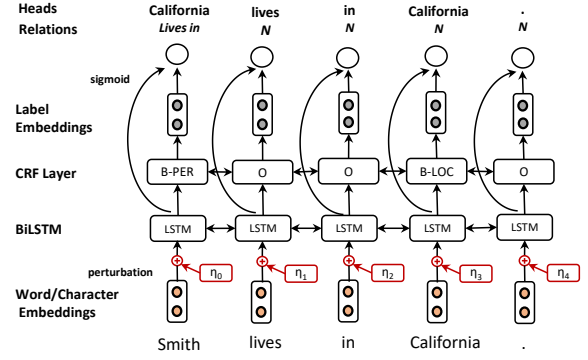 Heads California lives in California .
Relations Lives in N N N N
sigmoid
Label
Embeddings
CRF Layer B-PER O O B-LOC O
BiLSTM LSTM LSTM LSTM LSTM LSTM
perturbation η0 η1 η2 η3 η4
Word/Character
Embeddings
Smith lives in California .